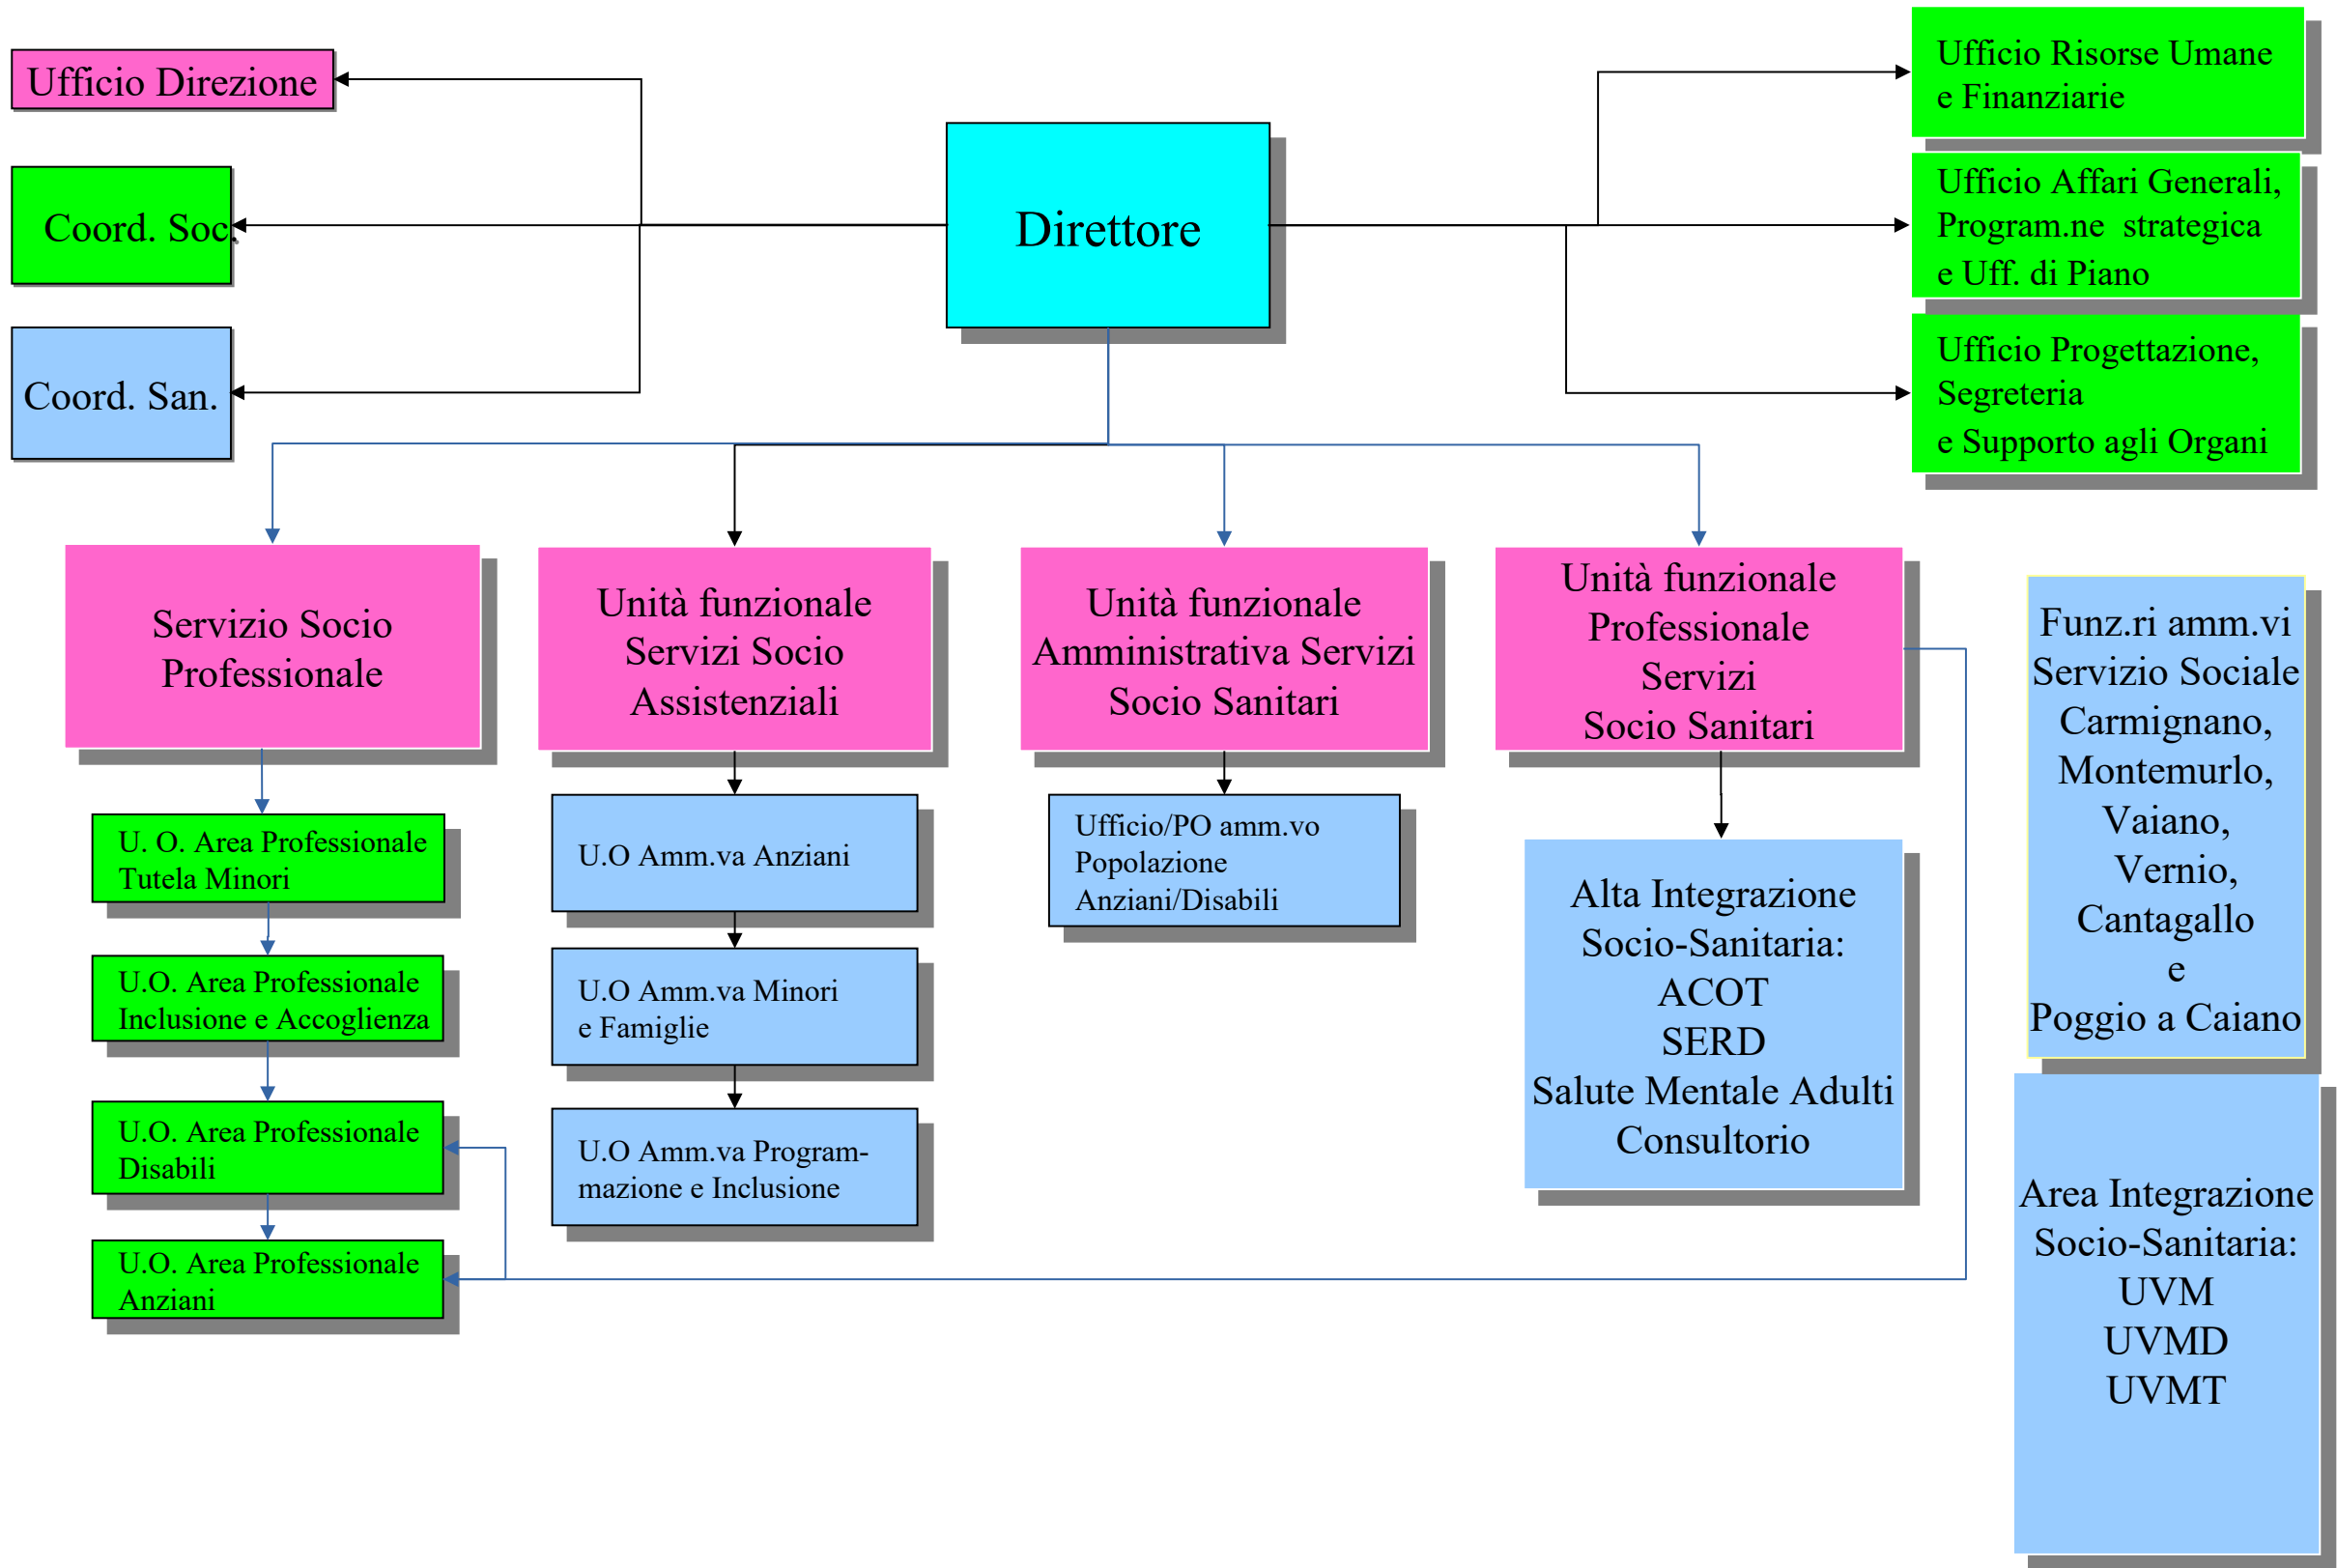 Ufficio Direzione
Coord. Soc.
Coord. San.
Direttore
Ufficio Risorse Umane
e Finanziarie
Ufficio Affari Generali,
Program.ne  strategica
e Uff. di Piano
Ufficio Progettazione,
Segreteria
e Supporto agli Organi
Servizio Socio
Professionale
Unità funzionale
Servizi Socio
Assistenziali
Unità funzionale
Amministrativa Servizi
Socio Sanitari
Unità funzionale
Professionale
Servizi
Socio Sanitari
Funz.ri amm.vi
Servizio Sociale
Carmignano,
Montemurlo,
Vaiano,
Vernio,
Cantagallo
e
Poggio a Caiano
U. O. Area Professionale
Tutela Minori
U.O. Area Professionale
Inclusione e Accoglienza
U.O. Area Professionale
Disabili
U.O. Area Professionale
Anziani
U.O Amm.va Anziani
U.O Amm.va Minori
e Famiglie
U.O Amm.va Program-
mazione e Inclusione
Ufficio/PO amm.vo
Popolazione
Anziani/Disabili
Alta Integrazione
Socio-Sanitaria:
ACOT
SERD
Salute Mentale Adulti
Consultorio
Area Integrazione
Socio-Sanitaria:
UVM
UVMD
UVMT